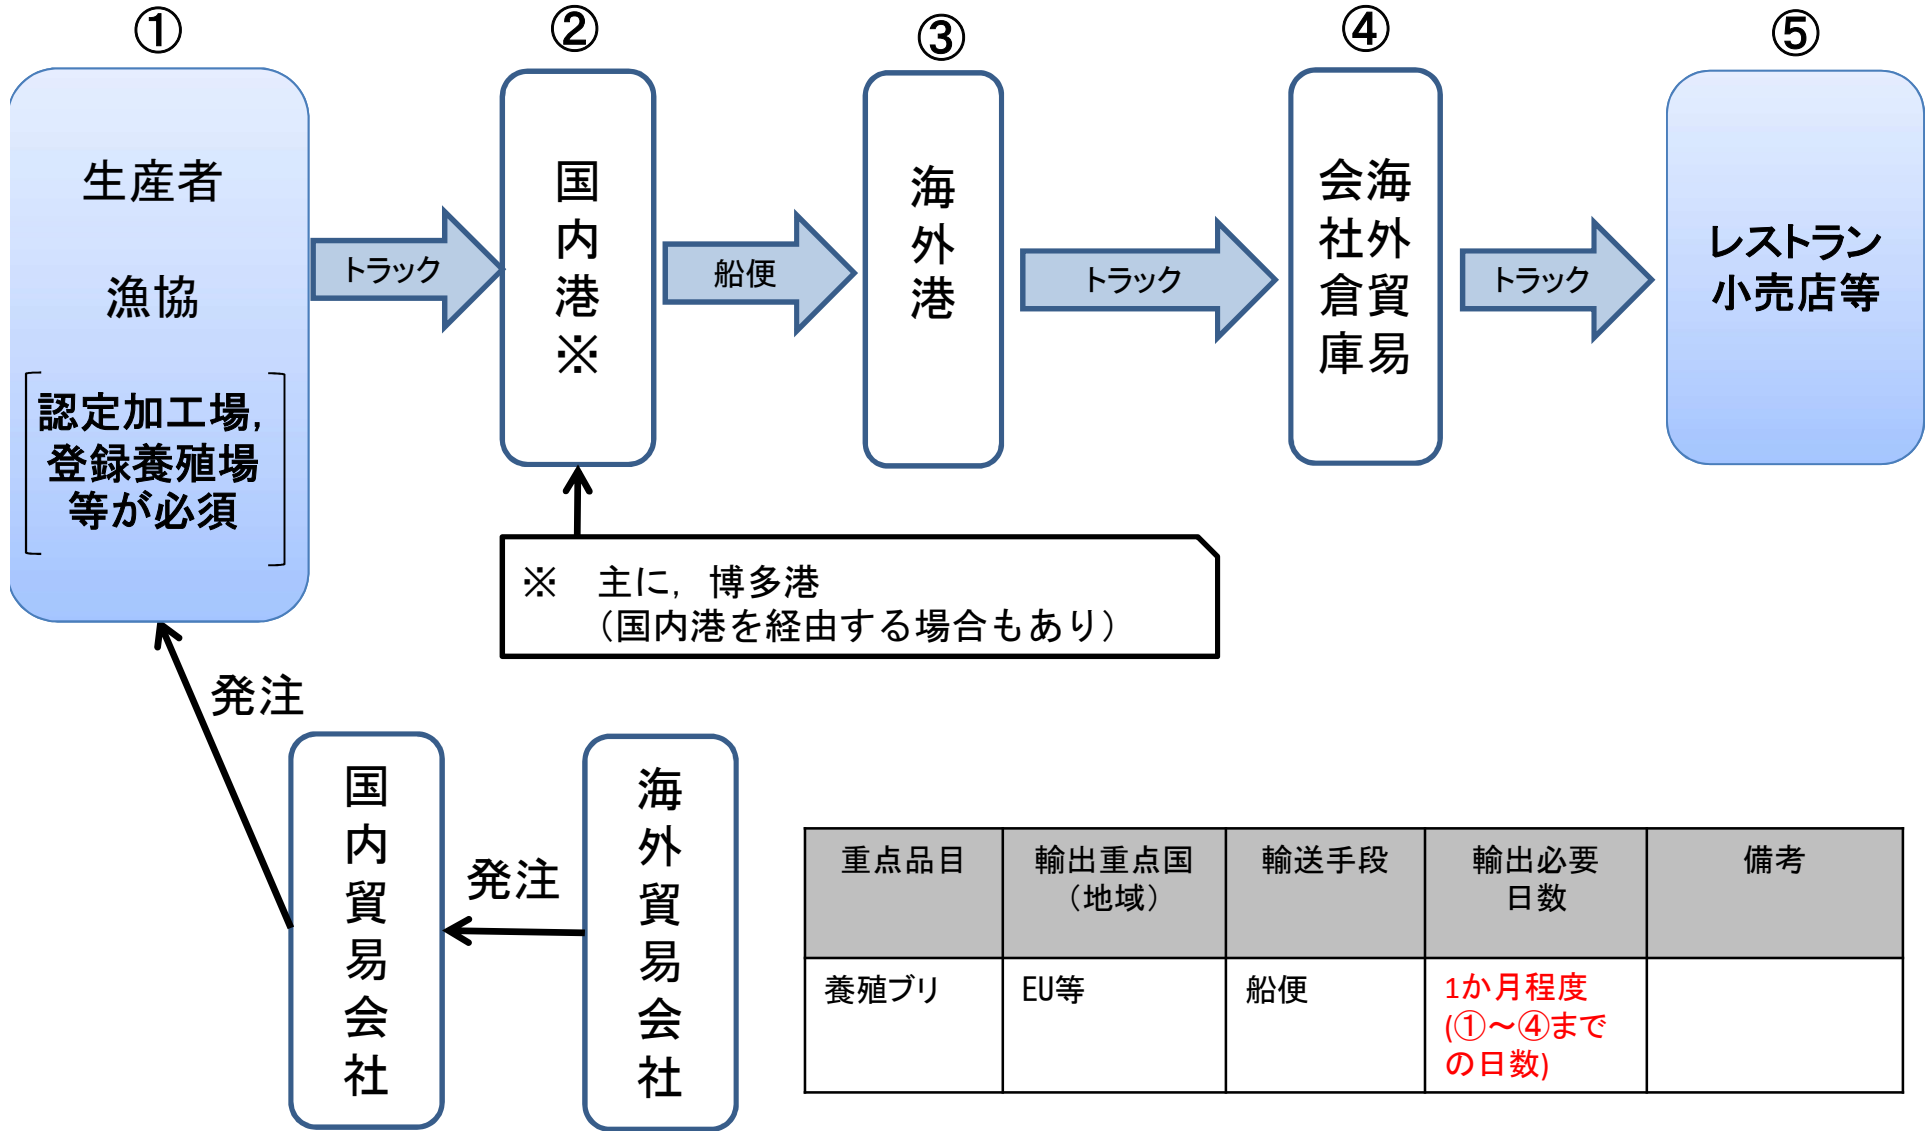 ①
②
③
④
⑤
生産者
漁協
認定加工場,
登録養殖場
等が必須
トラック
国内港※
船便
海外港
トラック
海外貿易
会社倉庫
トラック
レストラン
小売店等
※　主に，博多港
（国内港を経由する場合もあり）
発注
国内貿易会社
発注
海外貿易会社
重点品目
輸出重点国
（地域）
輸送手段
輸出必要
日数
備考
養殖ブリ
EU等
船便
1か月程度
(①～④まで
の日数)